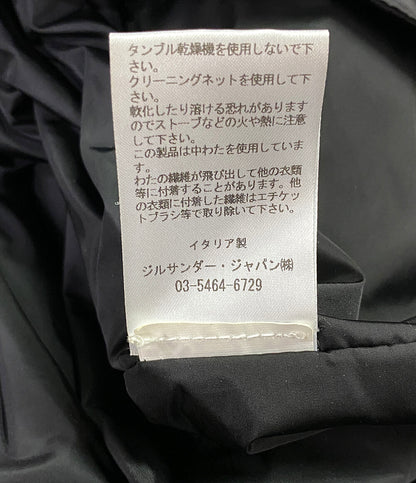 タンブル乾燥機を使用しないで下
さい。
クリーニングネットを使用して下
さい。
軟化したり溶ける恐れがあります
のでストーブなどの火や熱に注意
して下さい。
この製品は中わたを使用していま
す。
わたの繊維が飛び出して他の衣類
等に付着することがあります。他
の衣類に付着した繊維はエチケッ
トブラシ等で取り除いて下さい。
イタリア製
ジルサンダー・ジャパン㈱
03-5464-6729